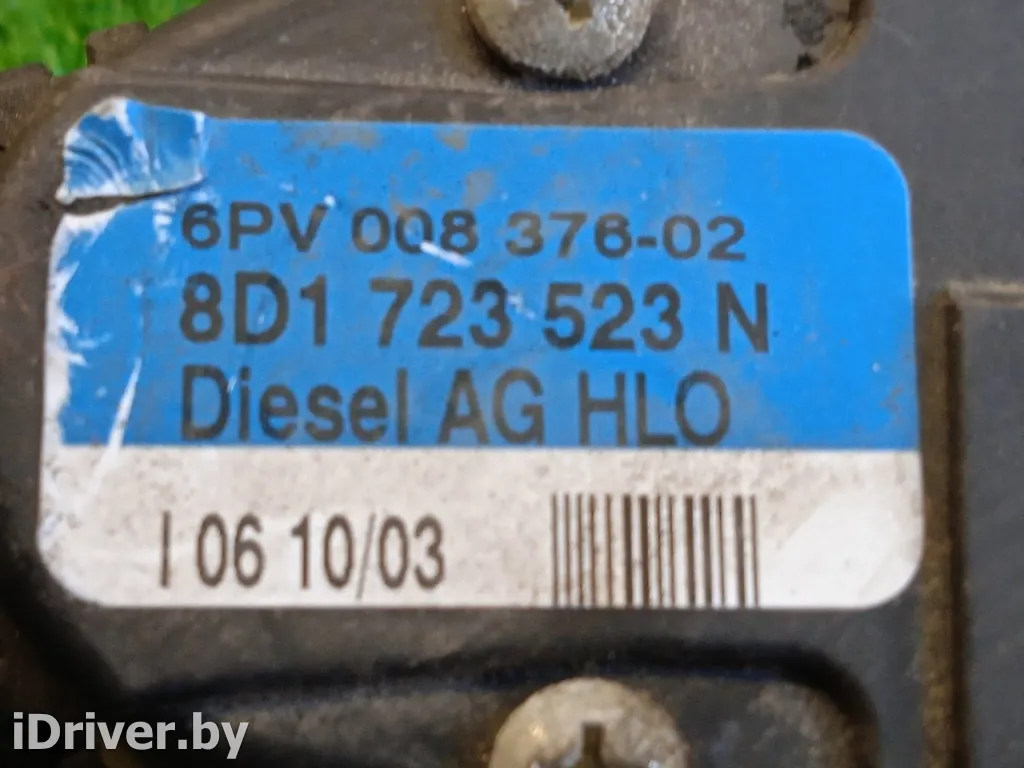 6PV 008 376-02
8D1 723 523 N
Diesel AG HLO
I 06 10/03
iDriver.by